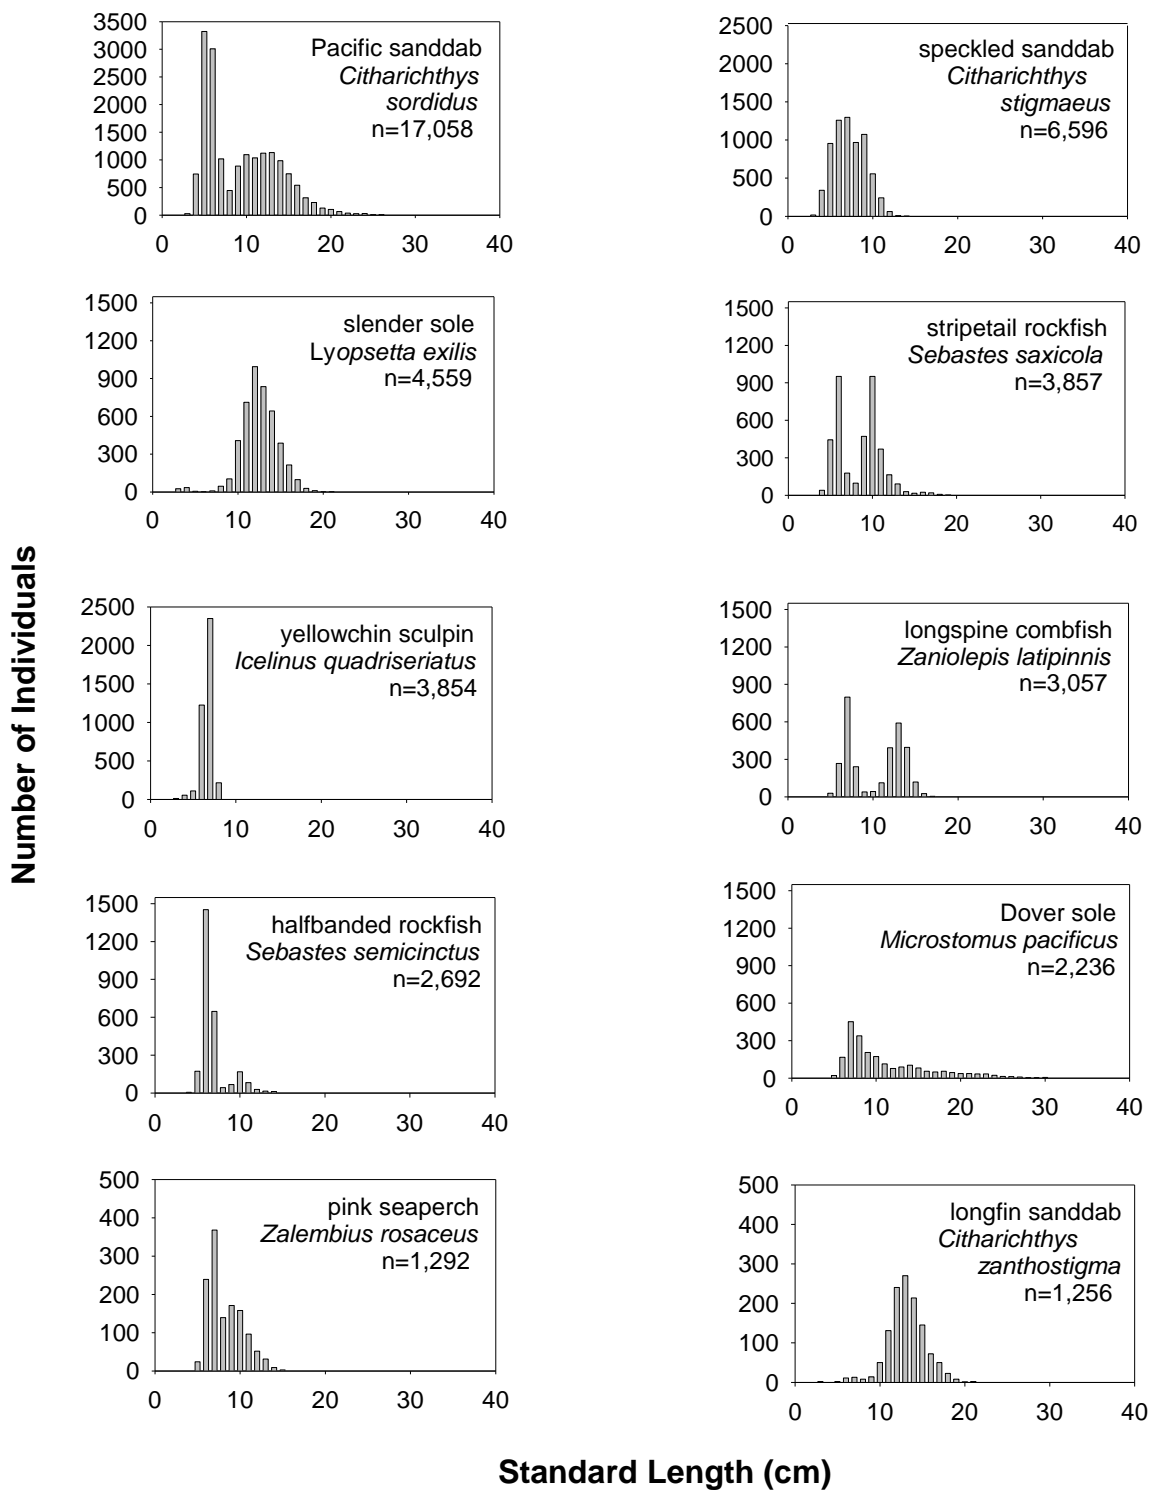 3500
3000
2500
2000
1500
1000
500
0
0 10 20 30 40
Pacific sanddab
Citharichthys
sordidus
n=17,058
2500
2000
1500
1000
500
0
0 10 20 30 40
speckled sanddab
Citharichthys
stigmaeus
n=6,596
1500
1200
900
600
300
0
0 10 20 30 40
slender sole
Lyopsetta exilis
n=4,559
1500
1200
900
600
300
0
0 10 20 30 40
stripetail rockfish
Sebastes saxicola
n=3,857
Number of Individuals
2500
2000
1500
1000
500
0
0 10 20 30 40
yellowchin sculpin
Icelinus quadriseriatus
n=3,854
1500
1200
900
600
300
0
0 10 20 30 40
longspine combfish
Zaniolepis latipinnis
n=3,057
1500
1200
900
600
300
0
0 10 20 30 40
halfbanded rockfish
Sebastes semicinctus
n=2,692
1500
1200
900
600
300
0
0 10 20 30 40
Dover sole
Microstomus pacificus
n=2,236
500
400
300
200
100
0
0 10 20 30 40
pink seaperch
Zalembius rosaceus
n=1,292
500
400
300
200
100
0
0 10 20 30 40
longfin sanddab
Citharichthys
zanthostigma
n=1,256
Standard Length (cm)